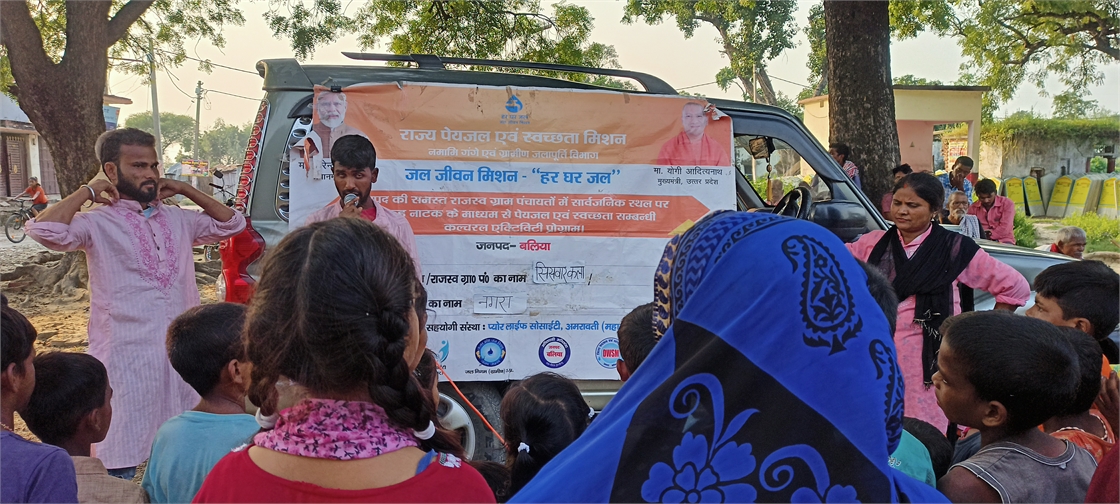 राज्य पेयजल एवं स्वच्छता मिशन
नमामि गंगे एवं ग्रामीण जलापूर्ति विभाग
जल जीवन मिशन - “हर घर जल”
मा. योगी आदित्यनाथ
मुख्यमंत्री, उत्तर प्रदेश
पद की समस्त राजस्व ग्राम पंचायतों में सार्वजनिक स्थल पर
नाटक के माध्यम से पेयजल एवं स्वच्छता सम्बन्धी
कल्चरल एक्टिविटी प्रोग्राम।
जनपद- बलिया
/राजस्व ग्रा० पं० का नाम सिसवारकला
का नाम नगरा
सहयोगी संस्था : प्योर लाईफ सोसाईटी, अमरावती (महा
बलिया
DWSM